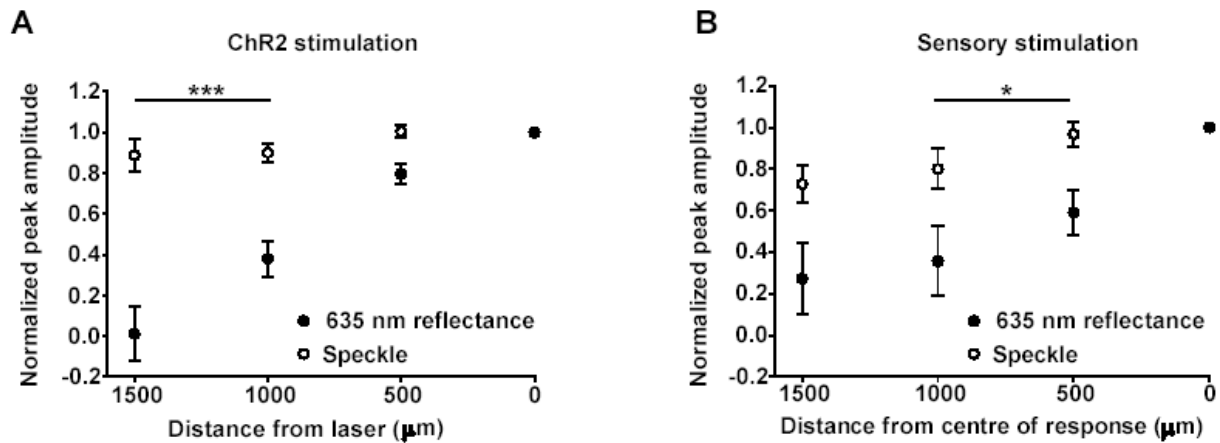 A
ChR2 stimulation
Normalized peak amplitude
1.2
1.0
0.8
0.6
0.4
0.2
0.0
-0.2
***
635 nm reflectance
Speckle
1500 1000 500 0
Distance from laser (μm)
B
Sensory stimulation
Normalized peak amplitude
1.2
1.0
0.8
0.6
0.4
0.2
0.0
-0.2
*
635 nm reflectance
Speckle
1500 1000 500 0
Distance from centre of response (μm)